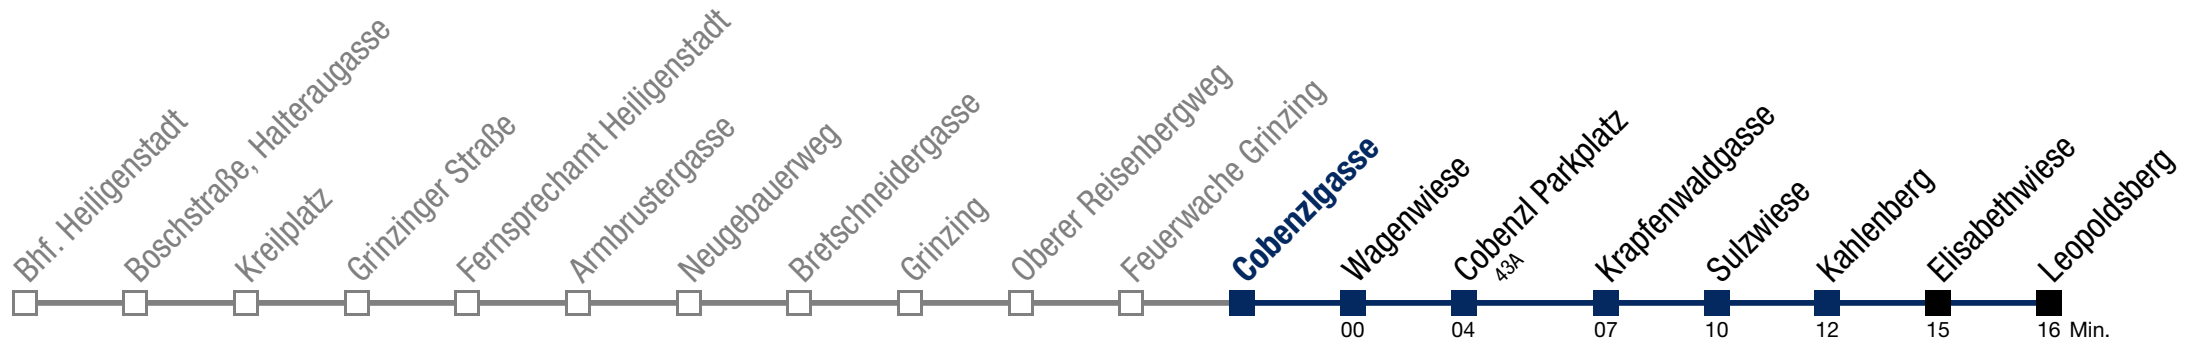 Bhf. Heiligenstadt
Boschstraße, Halteraugasse
Kreilplatz
Grinzinger Straße
Fernsprechamt Heiligenstadt
Armbrustergasse
Neugebauerweg
Bretschneidergasse
Grinzing
Oberer Reisenbergweg
Feuerwache Grinzing
Cobenzlgasse
Wagenwiese
Cobenzl Parkplatz
43A
Krapfenwaldgasse
Sulzwiese
Kahlenberg
Elisabethwiese
Leopoldsberg
00 04 07 10 12 15 16 Min.